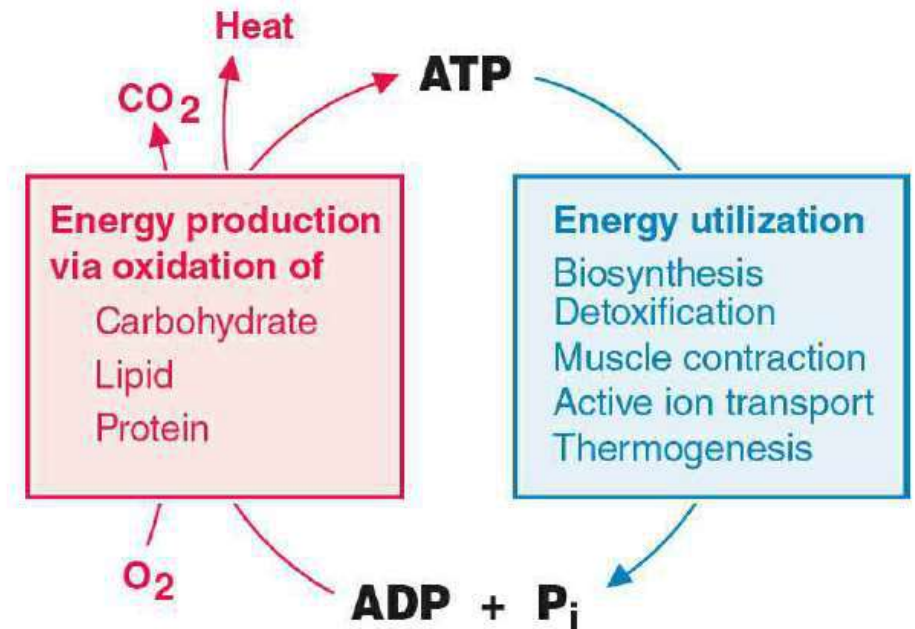 Heat
CO2
ATP
Energy production
via oxidation of
Carbohydrate
Lipid
Protein
O2
Energy utilization
Biosynthesis
Detoxification
Muscle contraction
Active ion transport
Thermogenesis
ADP + Pi